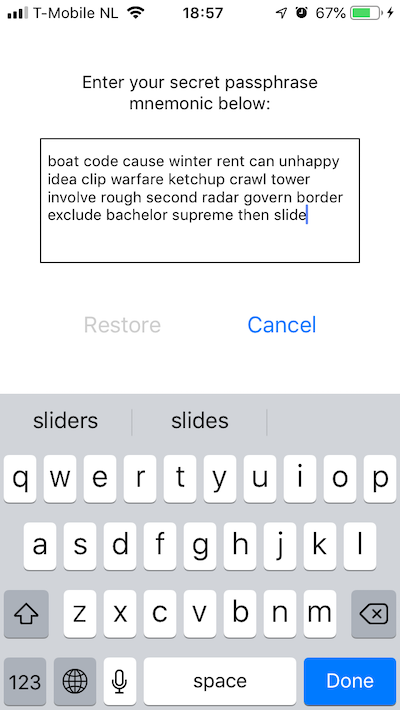 T-Mobile NL 18:57 67%
Enter your secret passphrase
mnemonic below:
boat code cause winter rent can unhappy
idea clip warfare ketchup crawl tower
involve rough second radar govern border
exclude bachelor supreme then slide
Restore Cancel
sliders slides
q w e r t y u i o p
a s d f g h j k l
z x c v b n m
123 space Done